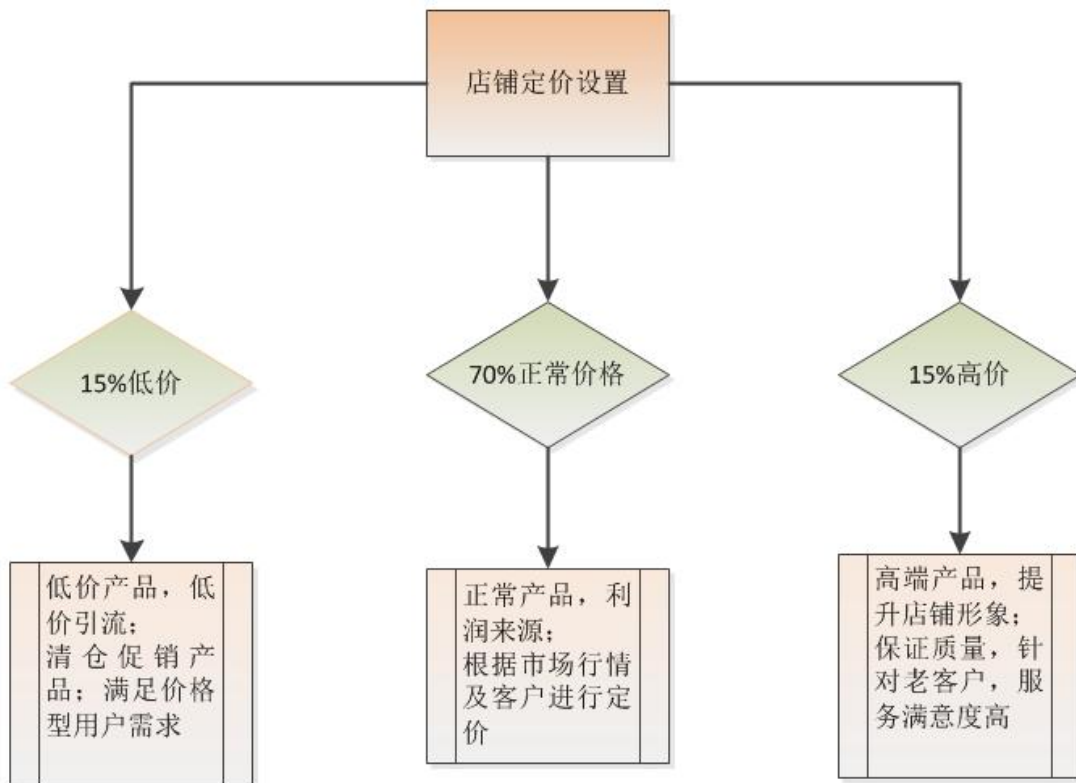 店铺定价设置
15%低价
70%正常价格
15%高价
低价产品，低
价引流；
清仓促销产
品；满足价格
型用户需求
正常产品，利
润来源；
根据市场行情
及客户进行定
价
高端产品，提
升店铺形象；
保证质量，针
对老客户，服
务满意度高